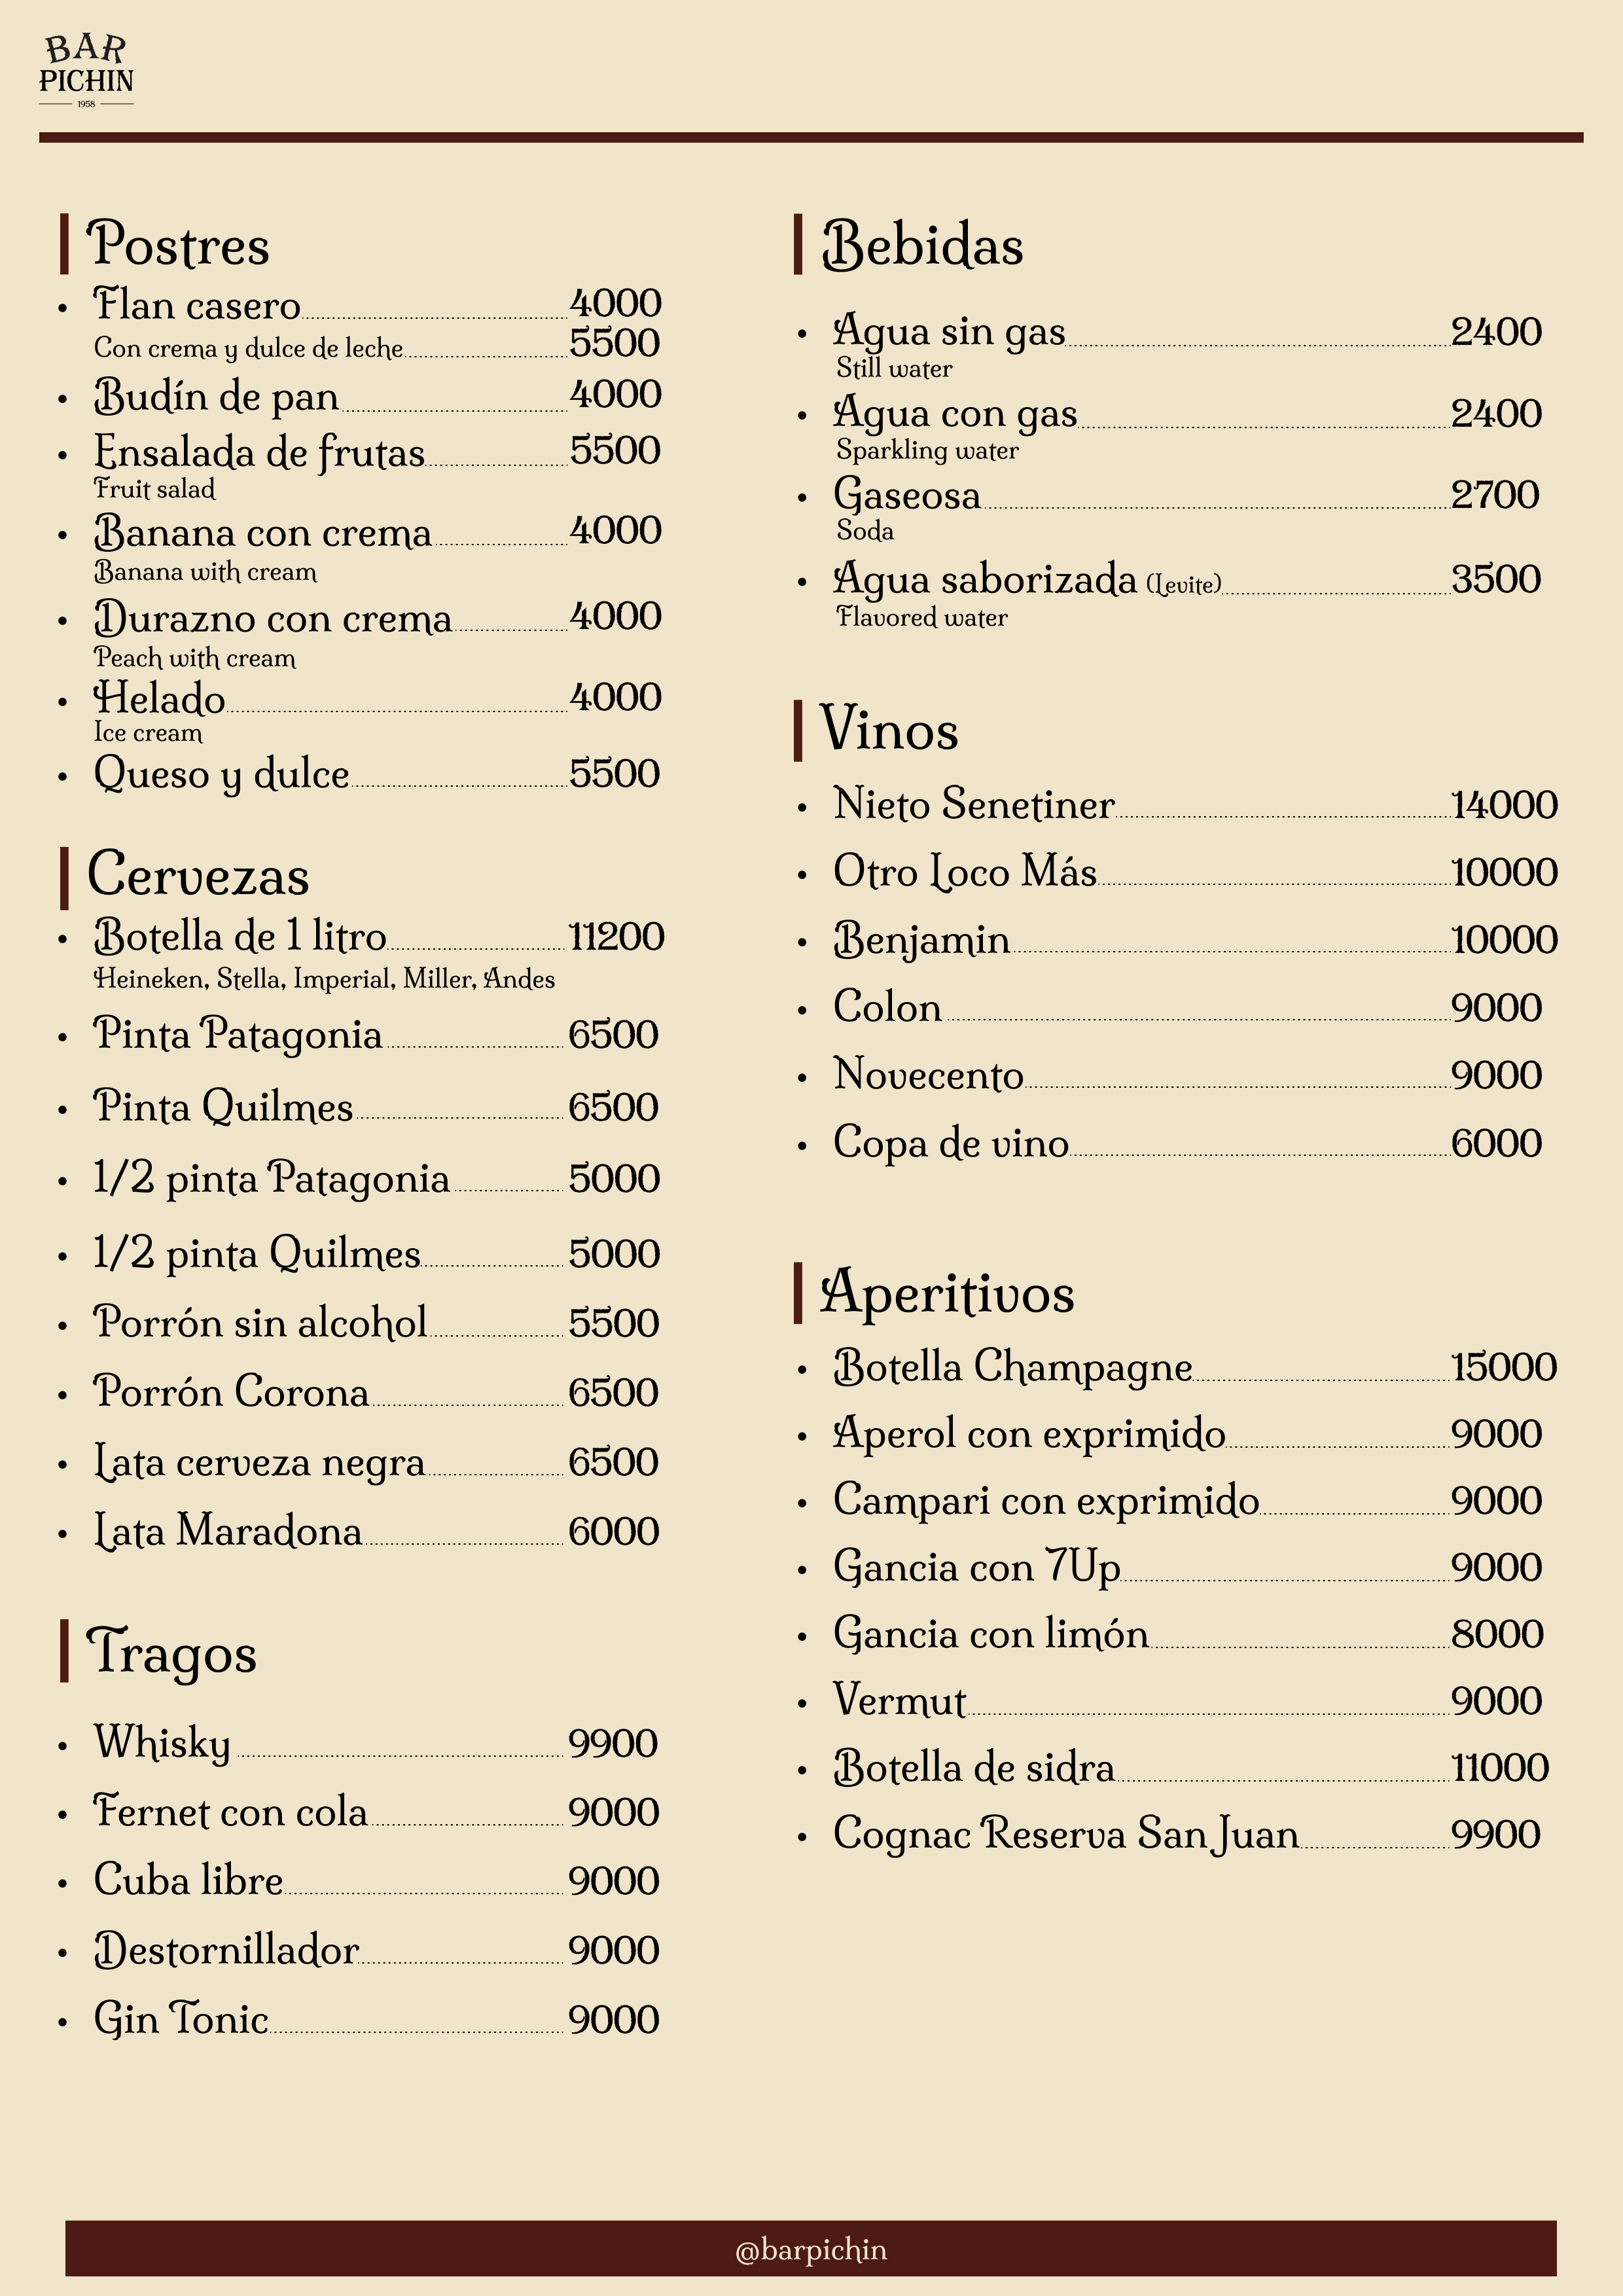 BAR
PICHIN
1958
Postres
• Flan casero 4000
Con crema y dulce de leche 5500
• Budín de pan 4000
• Ensalada de frutas 5500
Fruit salad
• Banana con crema 4000
Banana with cream
• Durazno con crema 4000
Peach with cream
• Helado 4000
Ice cream
• Queso y dulce 5500
Cervezas
• Botella de 1 litro 11200
Heineken, Stella, Imperial, Miller, Andes
• Pinta Patagonia 6500
• Pinta Quilmes 6500
• 1/2 pinta Patagonia 5000
• 1/2 pinta Quilmes 5000
• Porrón sin alcohol 5500
• Porrón Corona 6500
• Lata cerveza negra 6500
• Lata Maradona 6000
Tragos
• Whisky 9900
• Fernet con cola 9000
• Cuba libre 9000
• Destornillador 9000
• Gin Tonic 9000
Bebidas
• Agua sin gas 2400
Still water
• Agua con gas 2400
Sparkling water
• Gaseosa 2700
Soda
• Agua saborizada (Levite) 3500
Flavored water
Vinos
• Nieto Senetiner 14000
• Otro Loco Más 10000
• Benjamin 10000
• Colon 9000
• Novecento 9000
• Copa de vino 6000
Aperitivos
• Botella Champagne 15000
• Aperol con exprimido 9000
• Campari con exprimido 9000
• Gancia con 7Up 9000
• Gancia con limón 8000
• Vermut 9000
• Botella de sidra 11000
• Cognac Reserva San Juan 9900
@barpichin